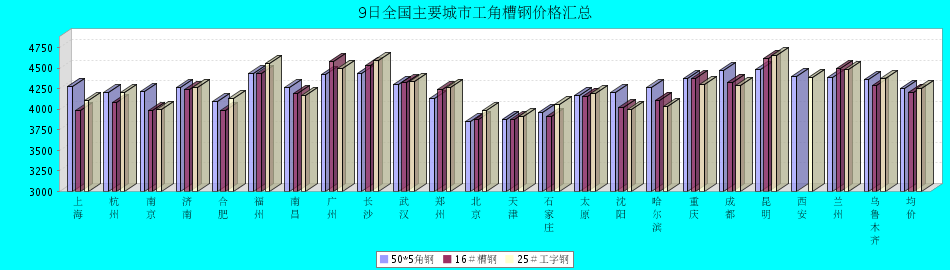 9日全国主要城市工角槽钢价格汇总
4750
4500
4250
4000
3750
3500
3250
3000
上海
杭州
南京
济南
合肥
福州
南昌
广州
长沙
武汉
郑州
北京
天津
石家庄
太原
沈阳
哈尔滨
重庆
成都
昆明
西安
兰州
乌鲁木齐
均价
50*5角钢 16#槽钢 25#工字钢